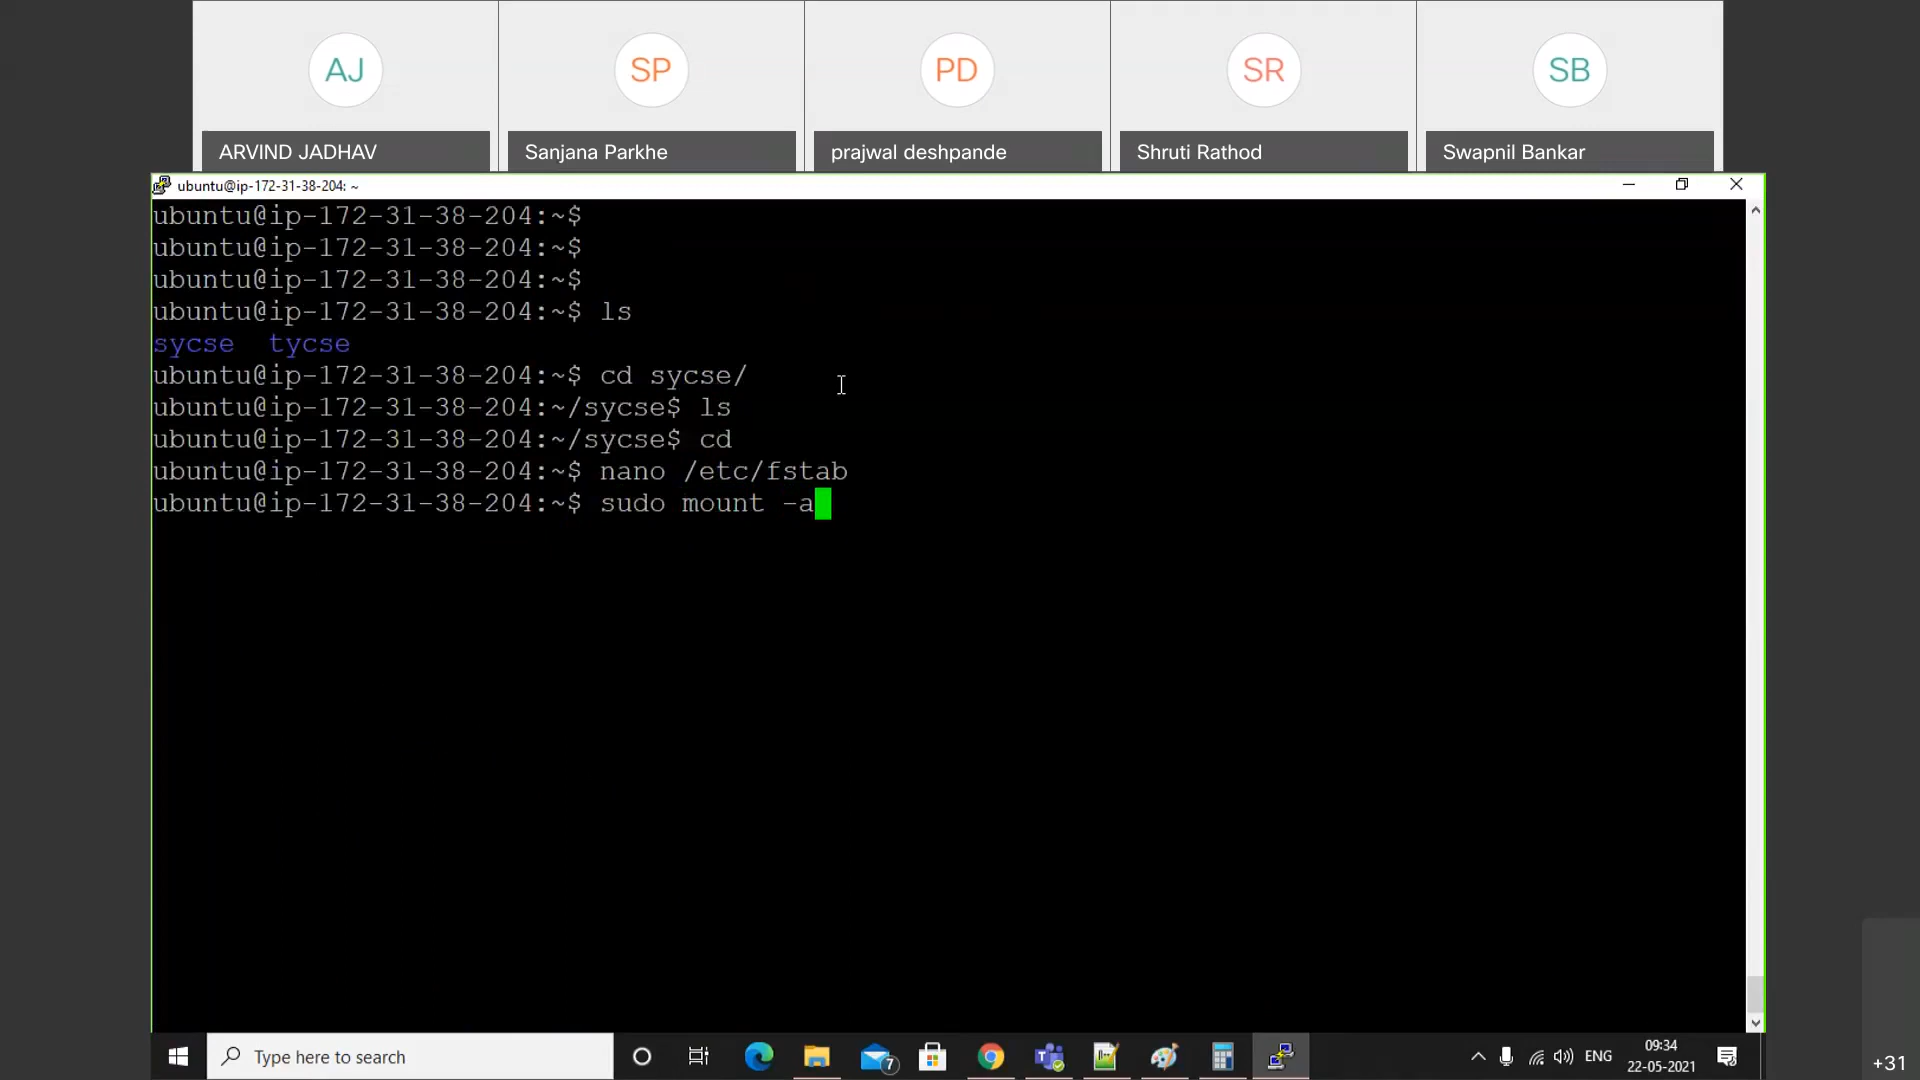 AJ
SP
PD
SR
SB
ARVIND JADHAV
Sanjana Parkhe
prajwal deshpande
Shruti Rathod
Swapnil Bankar
ubuntu@ip-172-31-38-204: ~
ubuntu@ip-172-31-38-204:~$
ubuntu@ip-172-31-38-204:~$
ubuntu@ip-172-31-38-204:~$
ubuntu@ip-172-31-38-204:~$ ls
sycse  tycse
ubuntu@ip-172-31-38-204:~$ cd sycse/
ubuntu@ip-172-31-38-204:~/sycse$ ls
ubuntu@ip-172-31-38-204:~/sycse$ cd
ubuntu@ip-172-31-38-204:~$ nano /etc/fstab
ubuntu@ip-172-31-38-204:~$ sudo mount -a
Type here to search
7
ENG
09:34
22-05-2021
+31